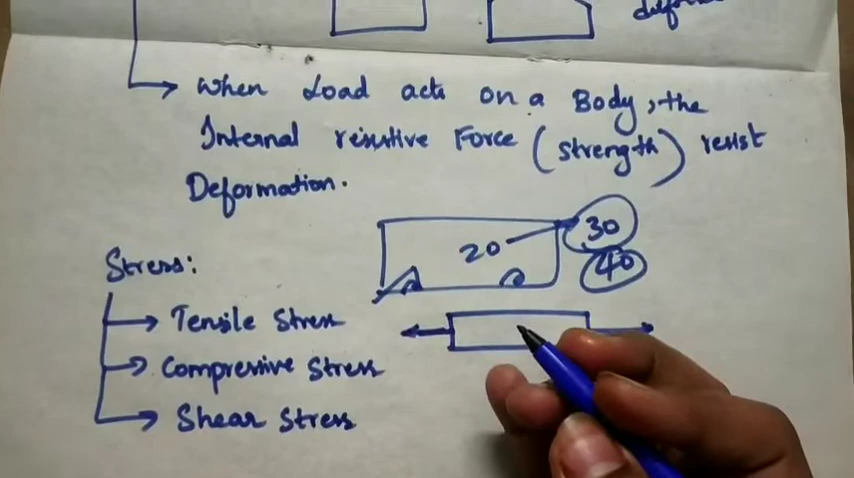 When Load acts on a Body, the
Internal resistive Force (strength) resist
Deformation.
20 30
40
Stress:
Tensile Stress
Compressive Stress
Shear Stress